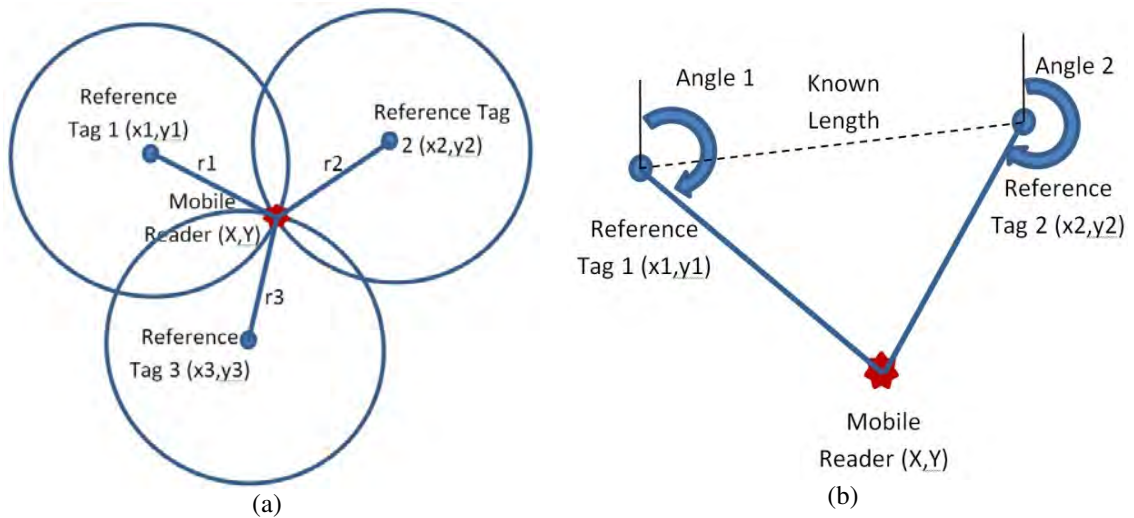 Reference
Tag 1 (x1,y1)
Reference Tag
2 (x2,y2)
r1
r2
Mobile
Reader (X,Y)
r3
Reference
Tag 3 (x3,y3)
(a)
Angle 1
Known
Length
Angle 2
Reference
Tag 1 (x1,y1)
Reference
Tag 2 (x2,y2)
Mobile
Reader (X,Y)
(b)